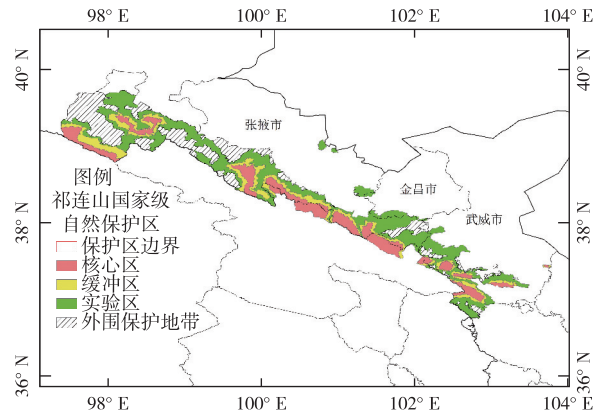 98° E 100° E 102° E 104° E
40° N 40° N
张掖市
图例
金昌市
祁连山国家级
自然保护区
武威市
38° N 38° N
保护区边界
核心区
缓冲区
实验区
外围保护地带
36° N 36° N
98° E 100° E 102° E 104° E